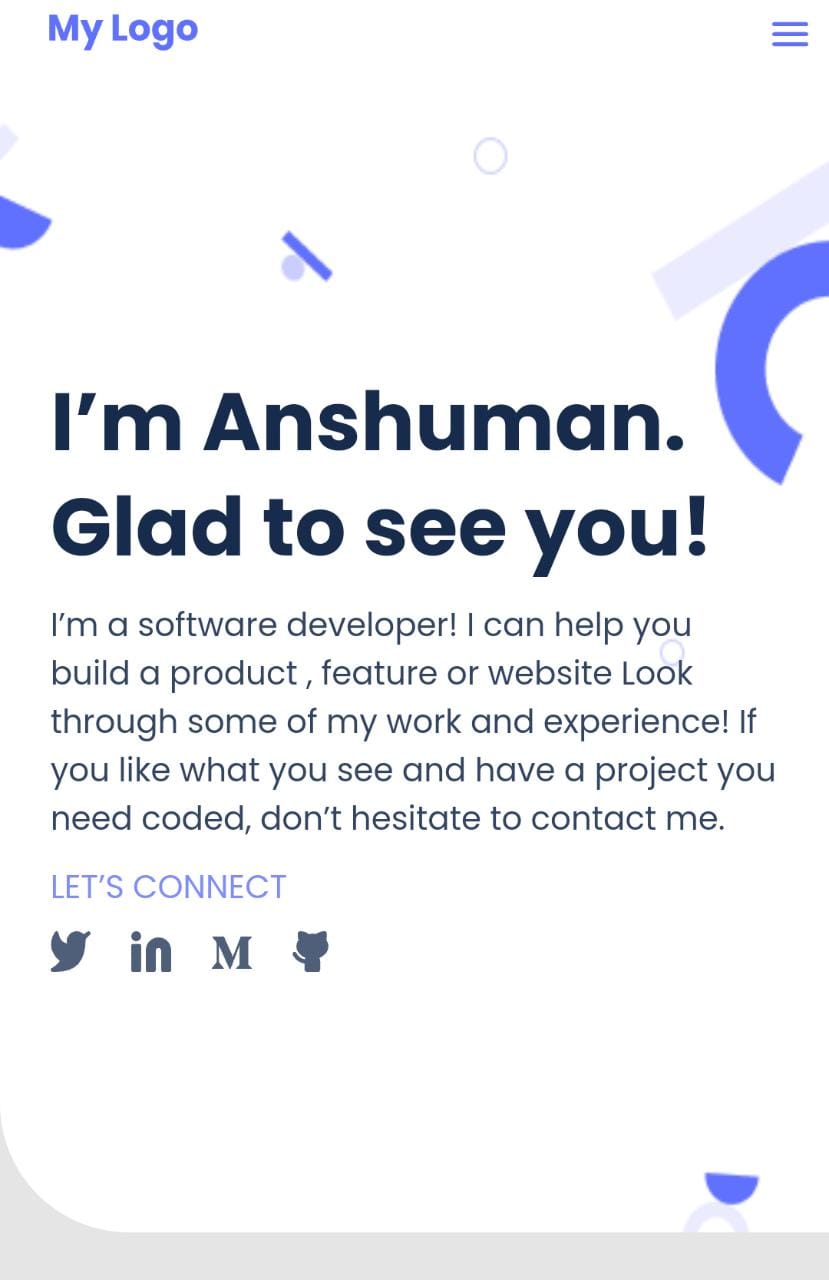 My Logo
I’m Anshuman.
Glad to see you!
I’m a software developer! I can help you
build a product , feature or website Look
through some of my work and experience! If
you like what you see and have a project you
need coded, don’t hesitate to contact me.
LET’S CONNECT